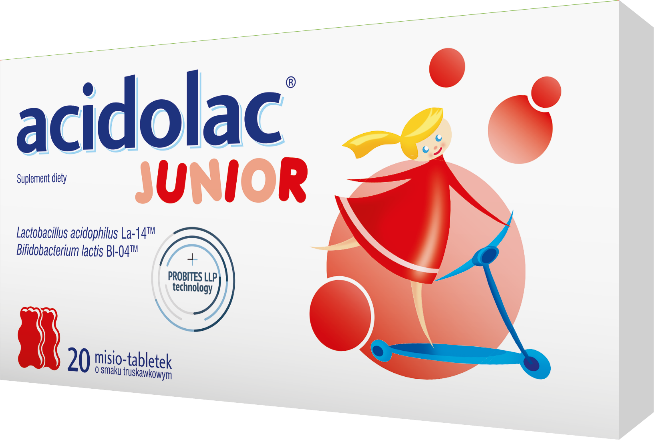 acidolac®
JUNIOR
Suplement diety
Lactobacillus acidophilus La-14™
Bifidobacterium lactis Bl-04™
PROBITES LLP
technology
20 misio-tabletek
o smaku truskawkowym